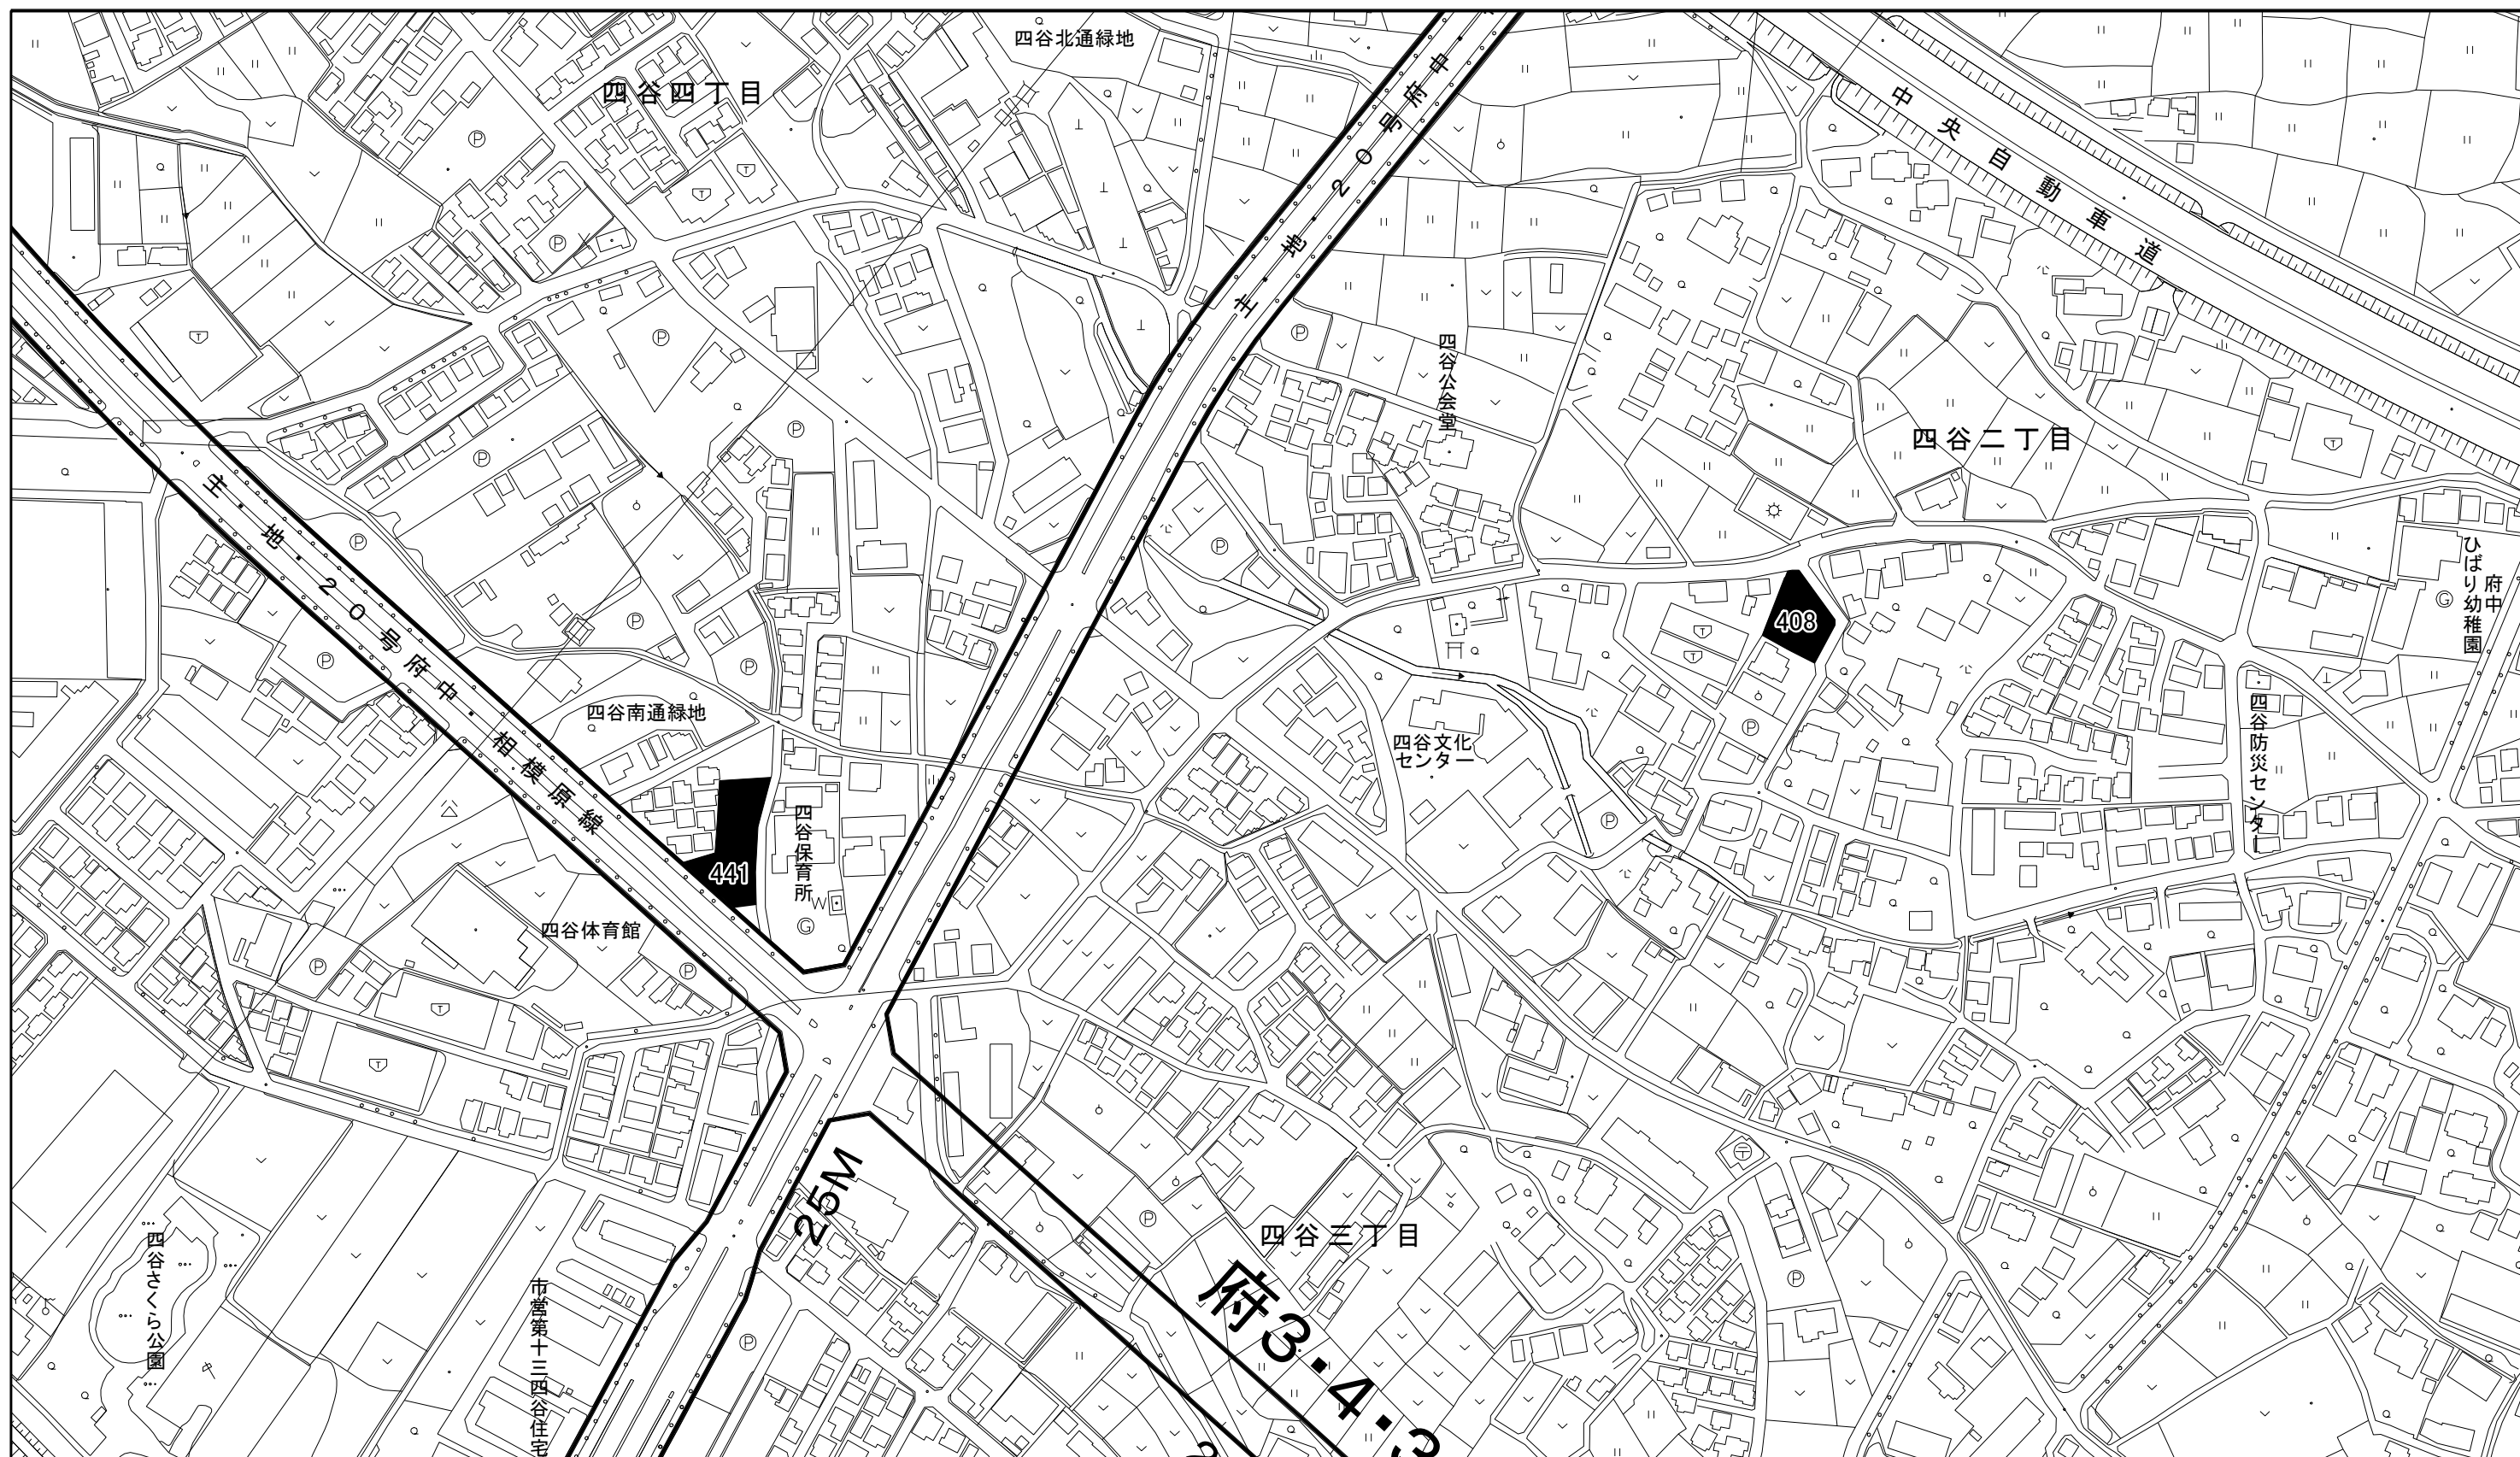 四谷北通緑地
四谷四丁目
主・地・20号府中・
中央自動車道
四谷公会堂
四谷二丁目
主・地・20号府中・相模原線
ひばり幼稚園
府中
408
四谷南通緑地
四谷文化
センター
四谷防災センター
四谷保育所
441
四谷体育館
25M
四谷三丁目
府3・4・3
四谷さくら公園
市営第十三四谷住宅